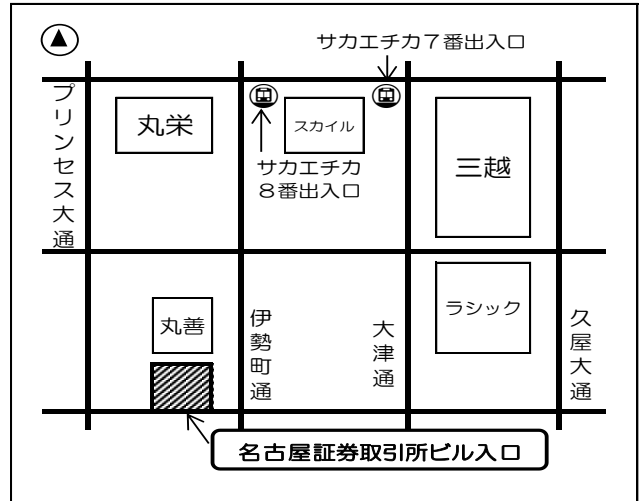 サカエチカ７番出入口
プリンセス大通
丸栄
スカイル
三越
サカエチカ
８番出入口
丸善
伊勢町通
大津通
ラシック
久屋大通
名古屋証券取引所ビル入口